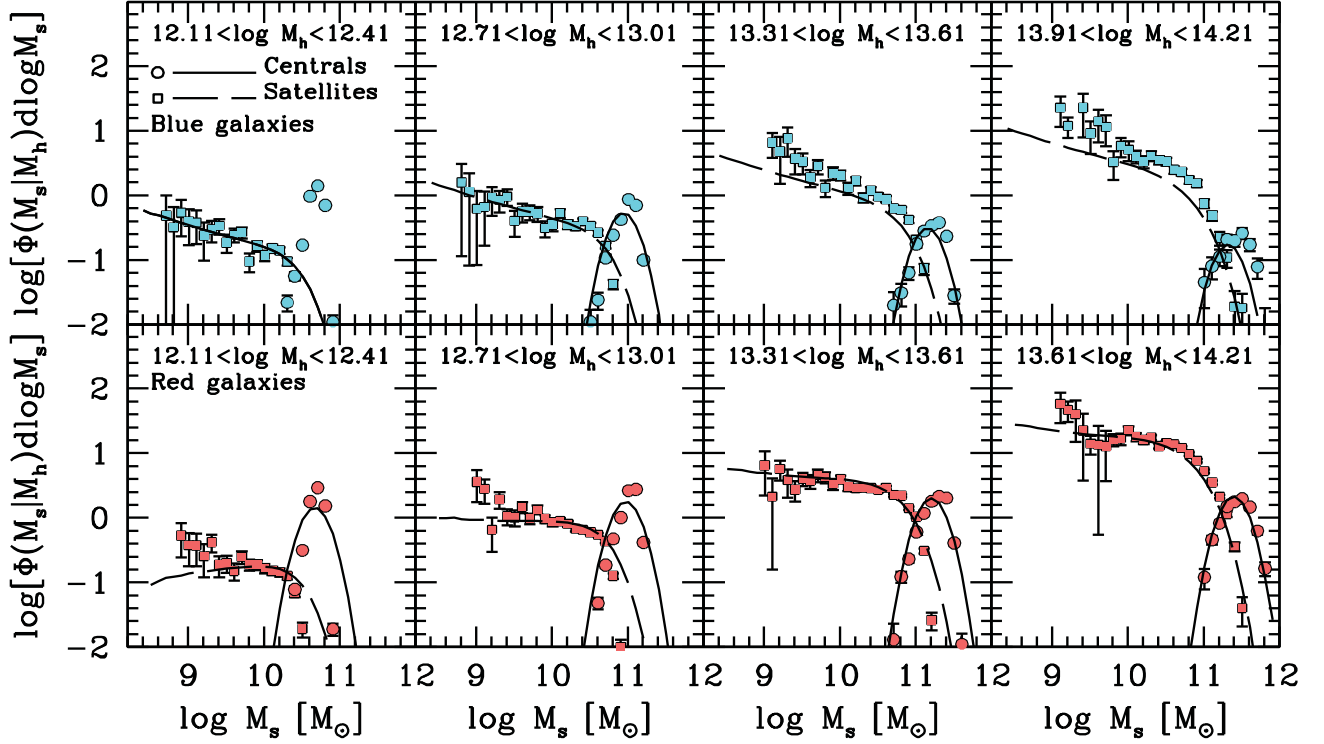 12.11<log M_h<12.41 12.71<log M_h<13.01 13.31<log M_h<13.61 13.91<log M_h<14.21
Centrals
Satellites
Blue galaxies
2
1
0
−1
−2
log[Φ(M_s|M_h)dlogM_s]
12.11<log M_h<12.41 12.71<log M_h<13.01 13.31<log M_h<13.61 13.61<log M_h<14.21
Red galaxies
2
1
0
−1
−2
log[Φ(M_s|M_h)dlogM_s]
9 10 11 12 9 10 11 12 9 10 11 12 9 10 11 12
log M_s [M_⊙] log M_s [M_⊙] log M_s [M_⊙] log M_s [M_⊙]